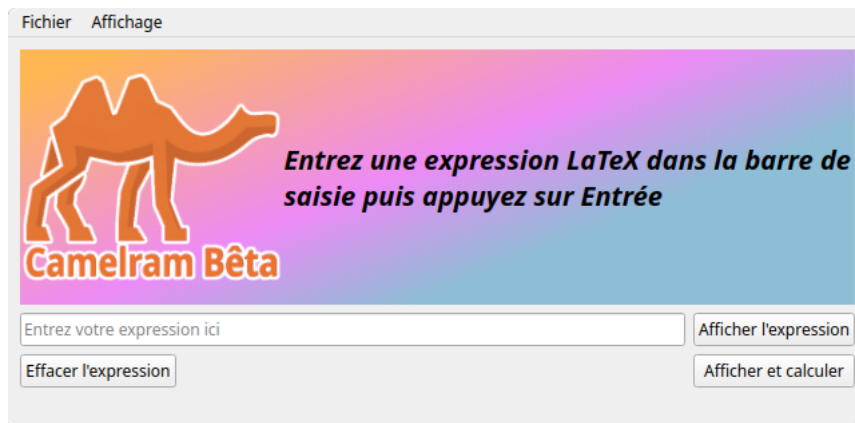 Fichier Affichage
Entrez une expression LaTeX dans la barre de
saisie puis appuyez sur Entrée
Camelram Bêta
Entrez votre expression ici
Afficher l'expression
Effacer l'expression
Afficher et calculer